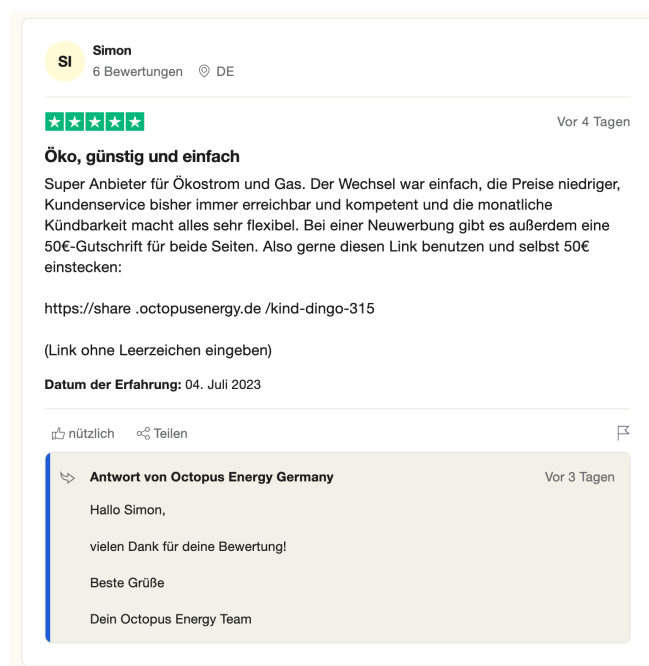 SI
Simon
6 Bewertungen DE
Vor 4 Tagen
Öko, günstig und einfach
Super Anbieter für Ökostrom und Gas. Der Wechsel war einfach, die Preise niedriger,
Kundenservice bisher immer erreichbar und kompetent und die monatliche
Kündbarkeit macht alles sehr flexibel. Bei einer Neuwerbung gibt es außerdem eine
50€-Gutschrift für beide Seiten. Also gerne diesen Link benutzen und selbst 50€
einstecken:
https://share .octopusenergy.de /kind-dingo-315
(Link ohne Leerzeichen eingeben)
Datum der Erfahrung: 04. Juli 2023
nützlich Teilen
Antwort von Octopus Energy Germany Vor 3 Tagen
Hallo Simon,
vielen Dank für deine Bewertung!
Beste Grüße
Dein Octopus Energy Team